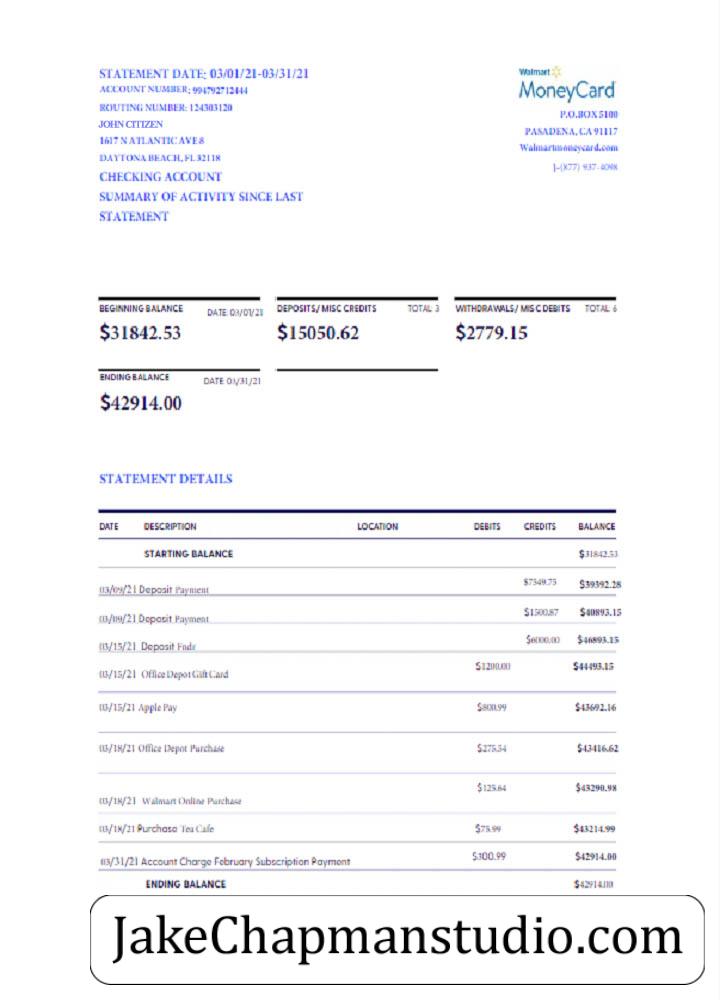 STATEMENT DATE: 03/01/21-03/31/21
ACCOUNT NUMBER: 994792712444
ROUTING NUMBER: 124303120
JOHN CITIZEN
1617 N ATLANTIC AVE 8
DAYTONA BEACH, FL 32118
CHECKING ACCOUNT
SUMMARY OF ACTIVITY SINCE LAST
STATEMENT
Walmart
MoneyCard
P.O.BOX 5100
PASADENA, CA 91117
Walmartmoneycard.com
1-(877) 937-4098
BEGINNING BALANCE DATE 03/01/21 DEPOSITS/ MISC CREDITS TOTAL 3 WITHDRAWALS/ MISC DEBITS TOTAL 6
$31842.53 $15050.62 $2779.15
ENDING BALANCE DATE 03/31/21
$42914.00
STATEMENT DETAILS
DATE DESCRIPTION LOCATION DEBITS CREDITS BALANCE
STARTING BALANCE $31842.53
03/09/21 Deposit Payment $7549.75 $39392.28
03/09/21 Deposit Payment $1500.87 $40893.15
03/15/21 Deposit $6000.00 $46893.15
03/15/21 Office Depot Gift Card $1200.00 $44493.15
03/15/21 Apple Pay $800.99 $43692.16
03/18/21 Office Depot Purchase $275.54 $43416.62
03/18/21 Walmart Online Purchase $125.64 $43290.98
03/18/21 Purchase Tea Cafe $75.99 $43214.99
03/31/21 Account Charge February Subscription Payment $300.99 $42914.00
ENDING BALANCE $42914.00
JakeChapmanstudio.com